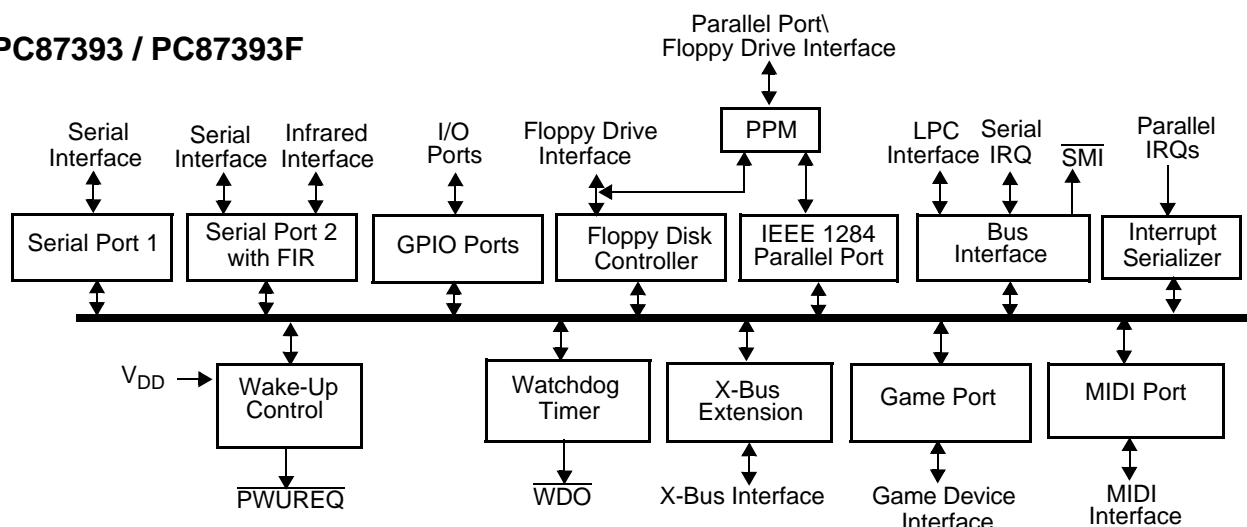 PC87393 / PC87393F
Parallel Port\
Floppy Drive Interface
PPM
Serial
Interface
Serial
Interface
Infrared
Interface
I/O
Ports
Floppy Drive
Interface
LPC
Interface
Serial
IRQ
SMI
Parallel
IRQs
Serial Port 1
Serial Port 2
with FIR
GPIO Ports
Floppy Disk
Controller
IEEE 1284
Parallel Port
Bus
Interface
Interrupt
Serializer
VDD
Wake-Up
Control
Watchdog
Timer
X-Bus
Extension
Game Port
MIDI Port
PWUREQ
WDO
X-Bus Interface
Game Device
Interface
MIDI
Interface